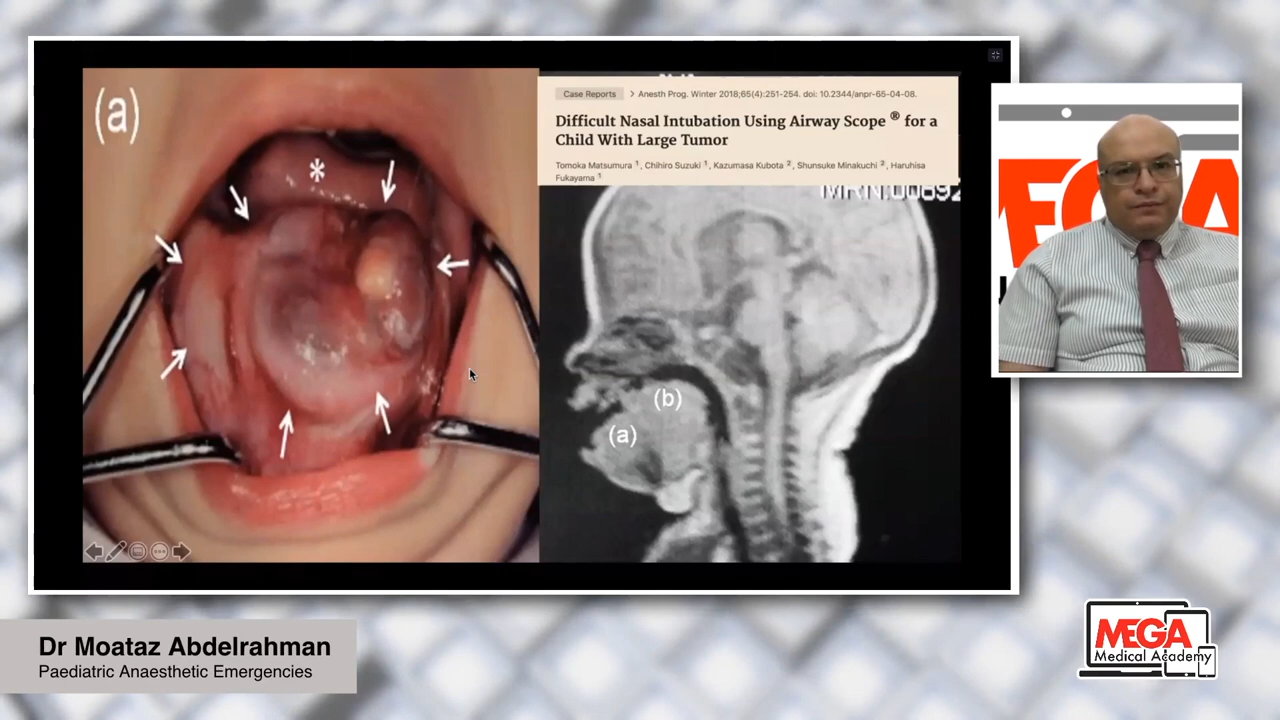 (a)
*
Case Reports > Anesth Prog. Winter 2018;65(4):251-254. doi: 10.2344/anpr-65-04-08.
Difficult Nasal Intubation Using Airway Scope ® for a
Child With Large Tumor
Tomoka Matsumura 1, Chihiro Suzuki 1, Kazumasa Kubota 2, Shunsuke Minakuchi 2, Haruhisa
Fukayama 1
(b)
(a)
Dr Moataz Abdelrahman
Paediatric Anaesthetic Emergencies
MEGA
Medical Academy